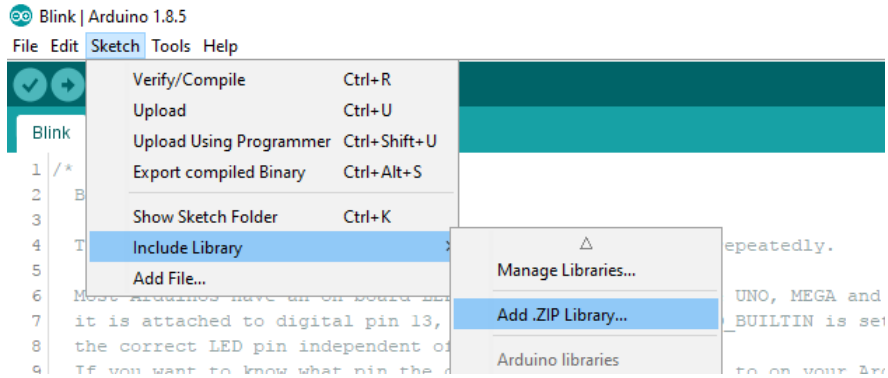 Blink | Arduino 1.8.5
File Edit Sketch Tools Help
Verify/Compile Ctrl+R
Upload Ctrl+U
Blink
Upload Using Programmer Ctrl+Shift+U
1 /*
Export compiled Binary Ctrl+Alt+S
2 B
3
Show Sketch Folder Ctrl+K
4 T
Include Library
epeatedly.
5
Manage Libraries...
Add File...
6
UNO, MEGA and
7 it is attached to digital pin 13,
Add .ZIP Library...
_BUILTIN is set
8 the correct LED pin independent of
Arduino libraries
9 If you want to know what pin the
to on your Ard